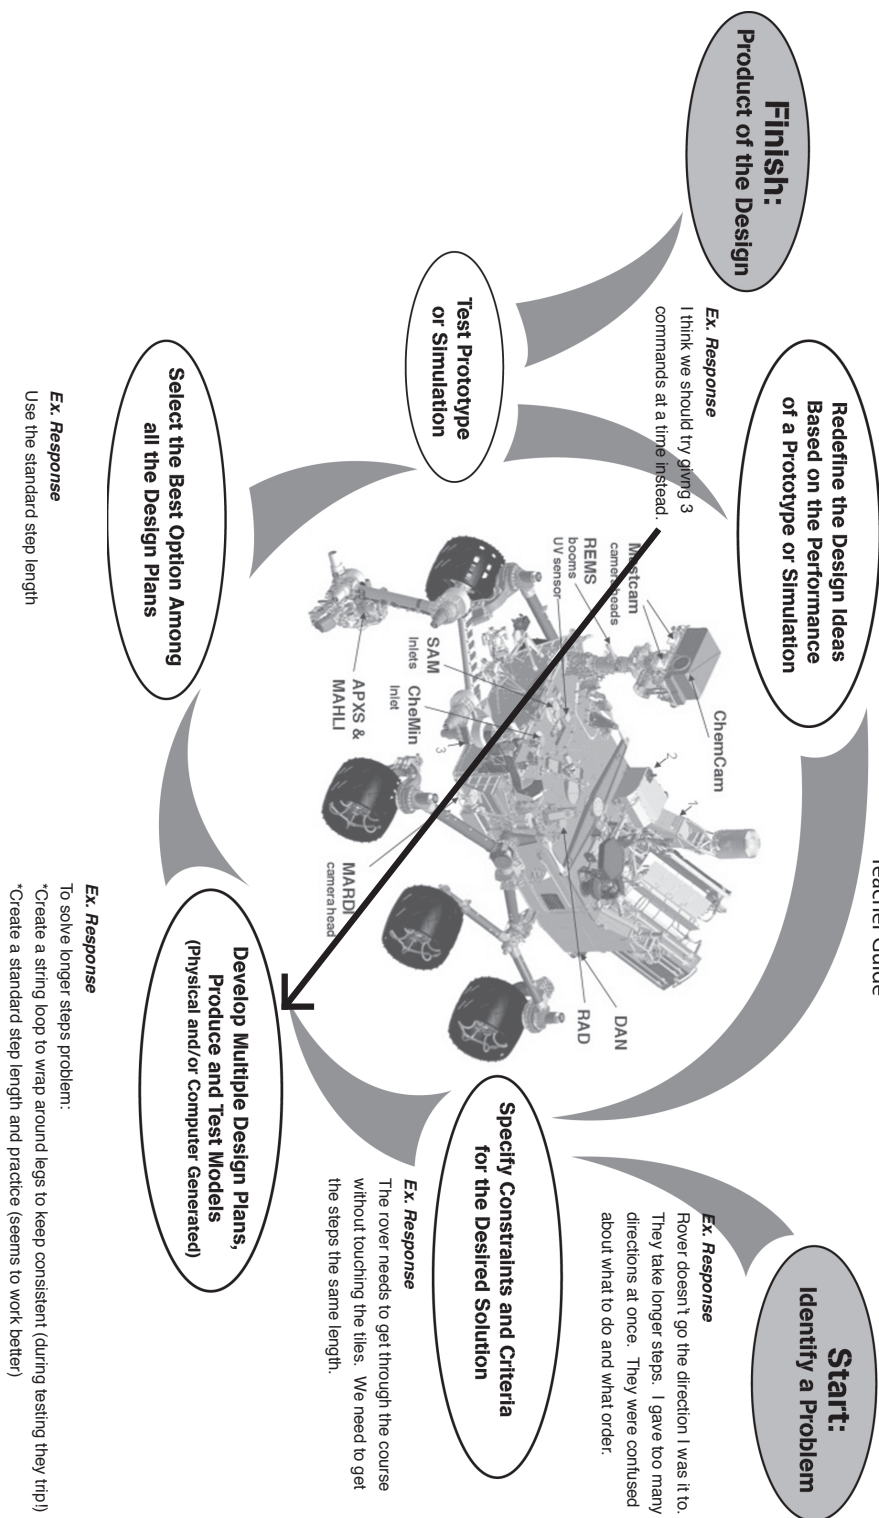 Teacher Guide
Start:
Identify a Problem
Ex. Response
Rover doesn't go the direction I was it to.
They take longer steps. I gave too many
directions at once. They were confused
about what to do and what order.
Specify Constraints and Criteria
for the Desired Solution
Ex. Response
The rover needs to get through the course
without touching the tiles. We need to get
the steps the same length.
Develop Multiple Design Plans,
Produce and Test Models
(Physical and/or Computer Generated)
Ex. Response
To solve longer steps problem:
*Create a string loop to wrap around legs to keep consistent (during testing they trip!)
*Create a standard step length and practice (seems to work better)
Select the Best Option Among
all the Design Plans
Ex. Response
Use the standard step length
Test Prototype
or Simulation
Redefine the Design Ideas
Based on the Performance
of a Prototype or Simulation
Ex. Response
I think we should try givng 3
commands at a time instead.
Finish:
Product of the Design
ChemCam
Mastcam
camera heads
REMS
booms
UV sensor
SAM
Inlets
CheMin
Inlet
APXS &
MAHLI
MARDI
camera head
DAN
RAD
1
2
3